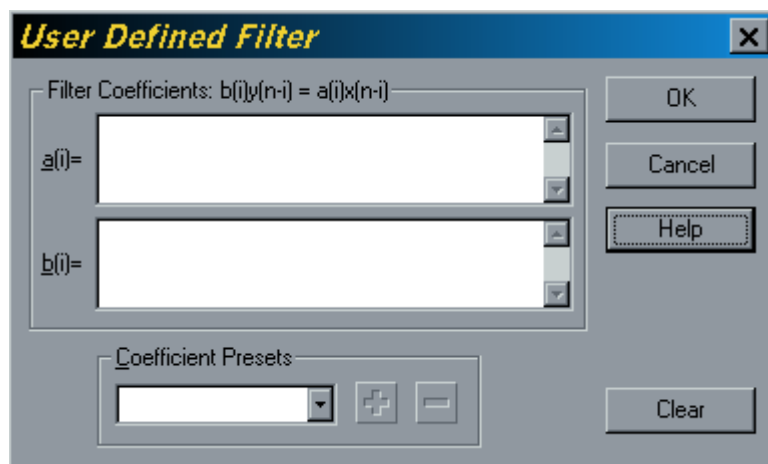 User Defined Filter
Filter Coefficients: b(i)y(n-i) = a(i)x(n-i)
a(i)=
b(i)=
OK
Cancel
Help
Coefficient Presets
Clear